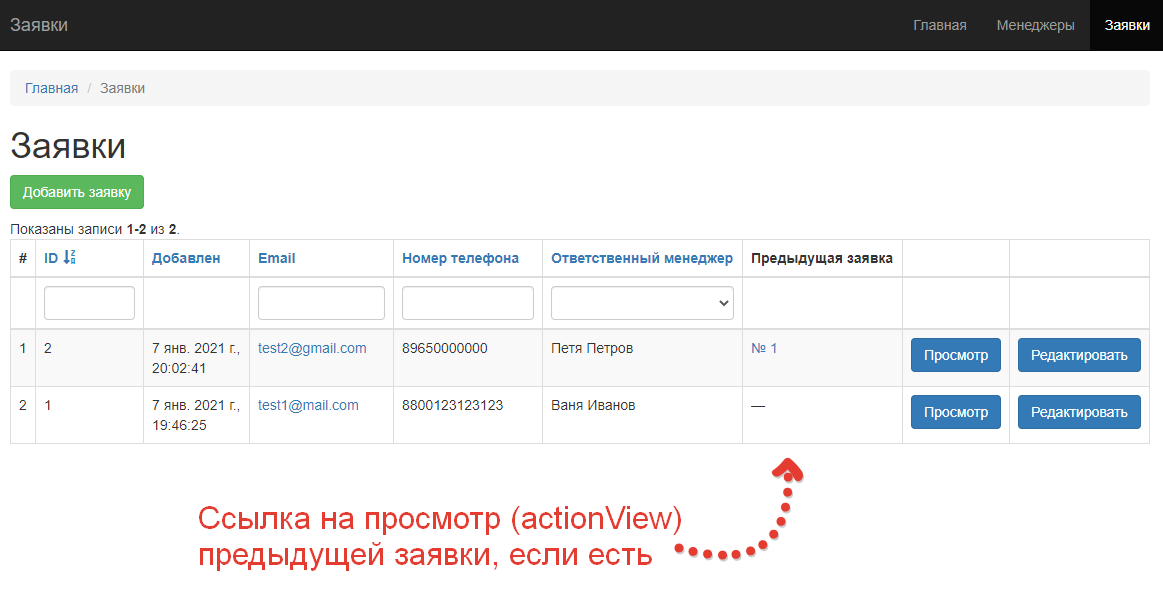 Заявки Главная Менеджеры Заявки
Главная / Заявки
Заявки
Добавить заявку
Показаны записи 1-2 из 2.
# ID Добавлен Email Номер телефона Ответственный менеджер Предыдущая заявка
1 2 7 янв. 2021 г., test2@gmail.com 89650000000 Петя Петров № 1 Просмотр Редактировать
20:02:41
2 1 7 янв. 2021 г., test1@mail.com 8800123123123 Ваня Иванов — Просмотр Редактировать
19:46:25
Ссылка на просмотр (actionView)
предыдущей заявки, если есть